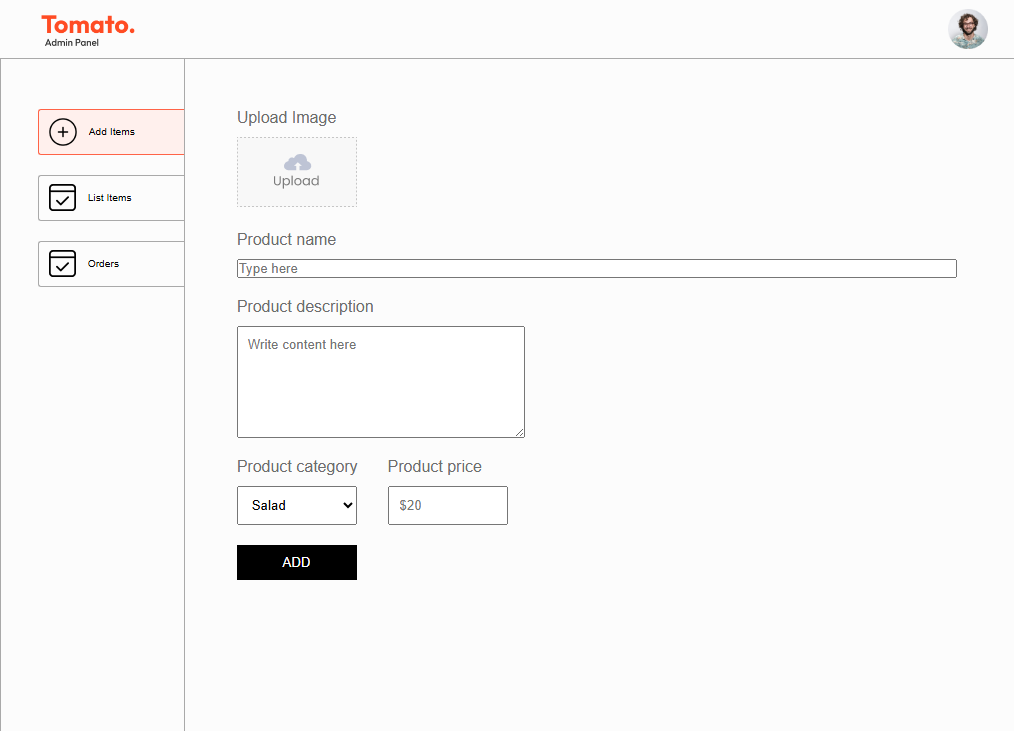 Tomato.
Admin Panel
Add Items
List Items
Orders
Upload Image
Upload
Product name
Type here
Product description
Write content here
Product category
Product price
Salad
$20
ADD